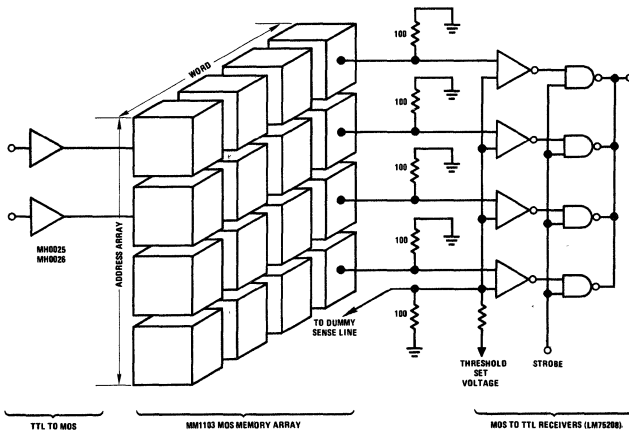 WORD
100
100
100
100
100
MH0025
MH0026
ADDRESS ARRAY
TO DUMMY
SENSE LINE
THRESHOLD
SET
VOLTAGE
STROBE
TTL TO MOS
MM1103 MOS MEMORY ARRAY
MOS TO TTL RECEIVERS (LM75208).